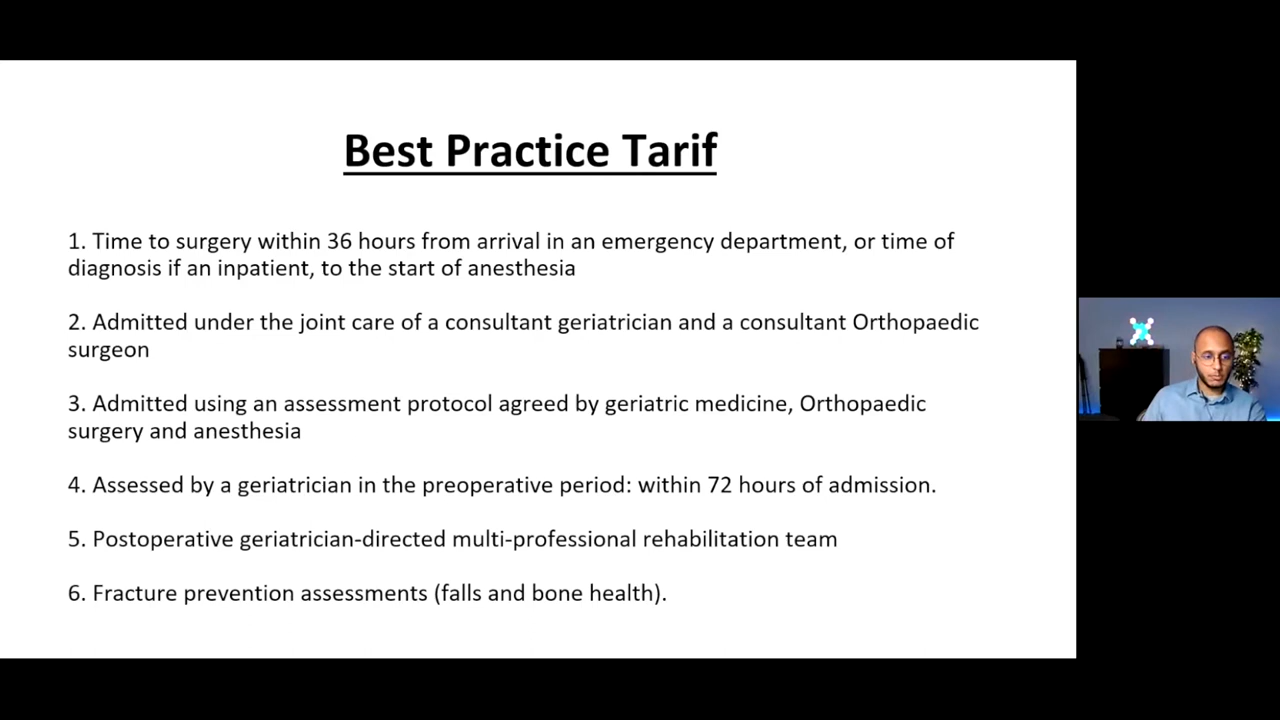 Best Practice Tarif
1. Time to surgery within 36 hours from arrival in an emergency department, or time of
diagnosis if an inpatient, to the start of anesthesia
2. Admitted under the joint care of a consultant geriatrician and a consultant Orthopaedic
surgeon
3. Admitted using an assessment protocol agreed by geriatric medicine, Orthopaedic
surgery and anesthesia
4. Assessed by a geriatrician in the preoperative period: within 72 hours of admission.
5. Postoperative geriatrician-directed multi-professional rehabilitation team
6. Fracture prevention assessments (falls and bone health).